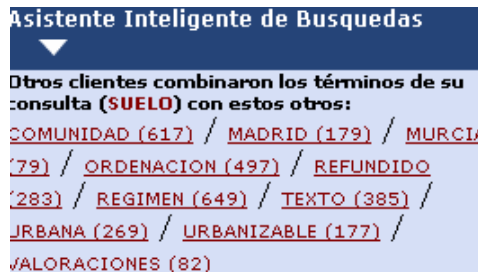 Asistente Inteligente de Busquedas
Otros clientes combinaron los términos de su
consulta (SUELO) con estos otros:
COMUNIDAD (617) / MADRID (179) / MURCIA
(79) / ORDENACION (497) / REFUNDIDO
(283) / REGIMEN (649) / TEXTO (385) /
URBANA (269) / URBANIZABLE (177) /
VALORACIONES (82)